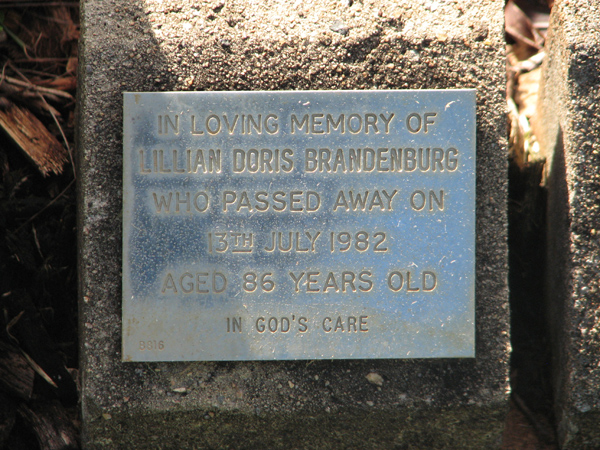 IN LOVING MEMORY OF
LILLIAN DORIS BRANDENBURG
WHO PASSED AWAY ON
13TH JULY 1982
AGED 86 YEARS OLD
IN GOD'S CARE